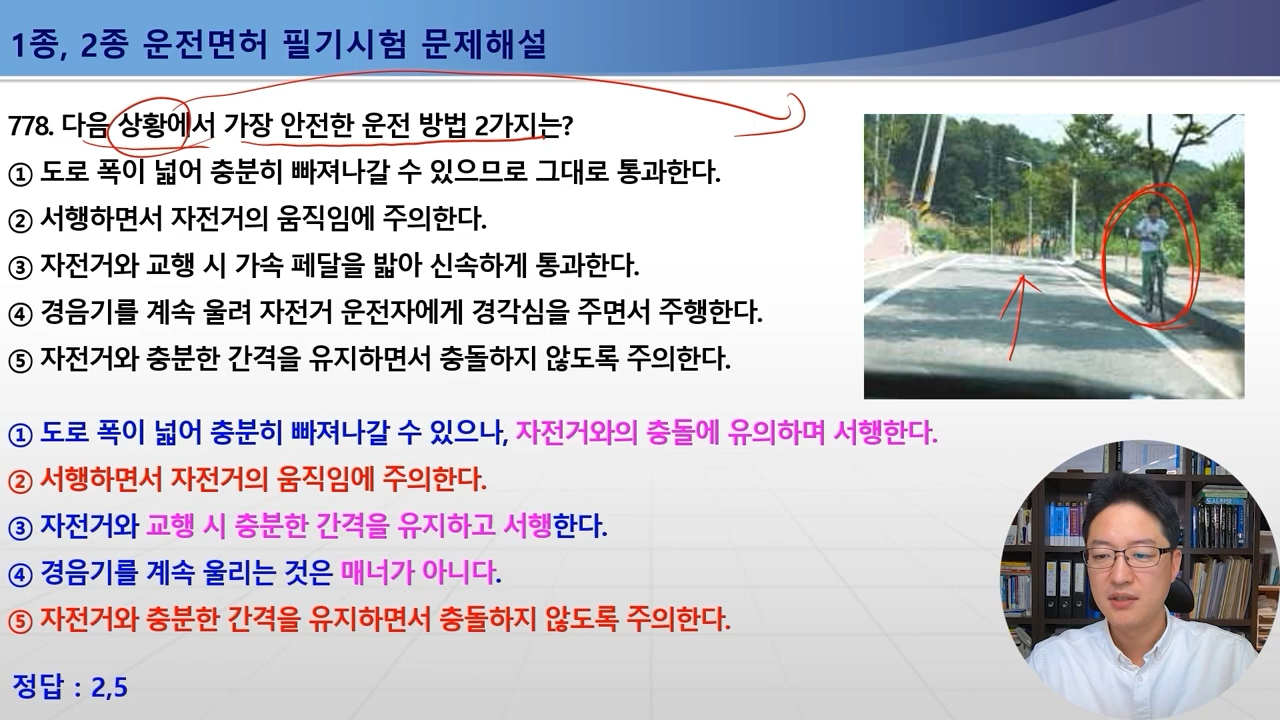 1종, 2종 운전면허 필기시험 문제해설
778. 다음 상황에서 가장 안전한 운전 방법 2가지는?
① 도로 폭이 넓어 충분히 빠져나갈 수 있으므로 그대로 통과한다.
② 서행하면서 자전거의 움직임에 주의한다.
③ 자전거와 교행 시 가속 페달을 밟아 신속하게 통과한다.
④ 경음기를 계속 울려 자전거 운전자에게 경각심을 주면서 주행한다.
⑤ 자전거와 충분한 간격을 유지하면서 충돌하지 않도록 주의한다.
① 도로 폭이 넓어 충분히 빠져나갈 수 있으나, 자전거와의 충돌에 유의하며 서행한다.
② 서행하면서 자전거의 움직임에 주의한다.
③ 자전거와 교행 시 충분한 간격을 유지하고 서행한다.
④ 경음기를 계속 울리는 것은 매너가 아니다.
⑤ 자전거와 충분한 간격을 유지하면서 충돌하지 않도록 주의한다.
정답 : 2,5